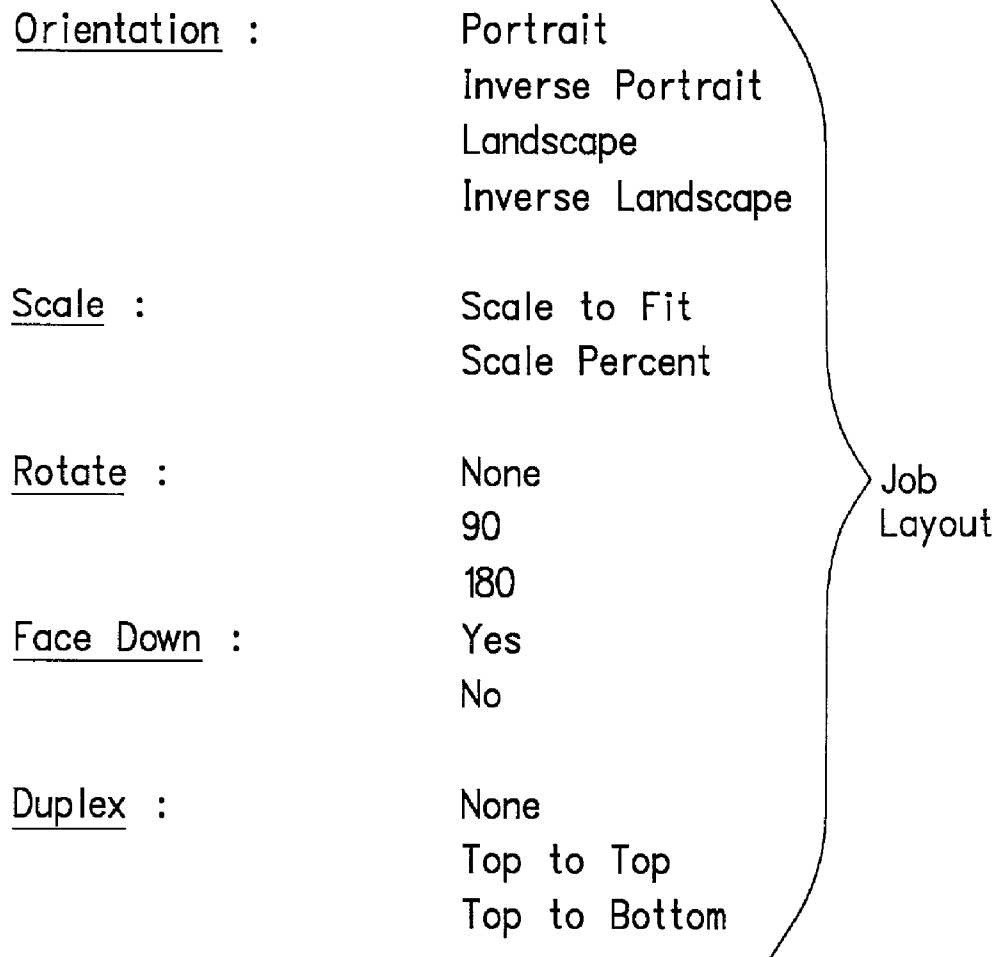 Orientation : Portrait
Inverse Portrait
Landscape
Inverse Landscape
Scale : Scale to Fit
Scale Percent
Rotate : None
90
180
Face Down : Yes
No
Duplex : None
Top to Top
Top to Bottom
Job
Layout